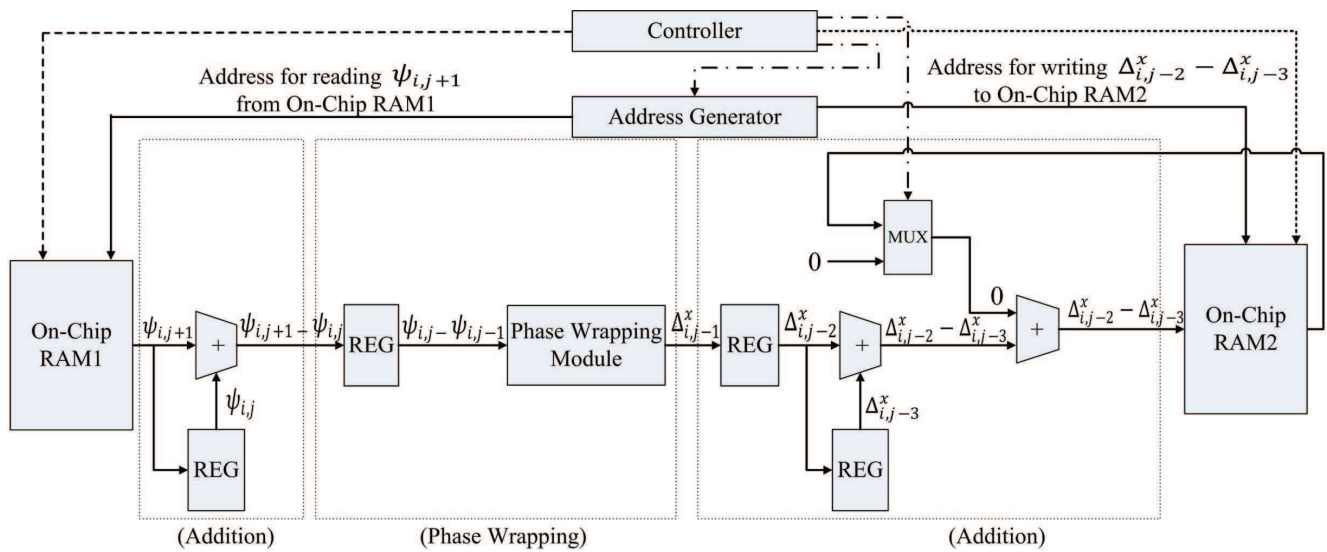 Controller
Address for reading ψ_{i,j+1}
from On-Chip RAM1
Address for writing Δ^x_{i,j−2} − Δ^x_{i,j−3}
to On-Chip RAM2
Address Generator
MUX
0
0
On-Chip
RAM1
ψ_{i,j+1}
+
ψ_{i,j+1} − ψ_{i,j}
REG
ψ_{i,j} − ψ_{i,j−1}
Phase Wrapping
Module
Δ^x_{i,j−1}
REG
Δ^x_{i,j−2}
+
Δ^x_{i,j−2} − Δ^x_{i,j−3}
+
Δ^x_{i,j−2} − Δ^x_{i,j−3}
On-Chip
RAM2
ψ_{i,j}
REG
Δ^x_{i,j−3}
REG
(Addition)
(Phase Wrapping)
(Addition)